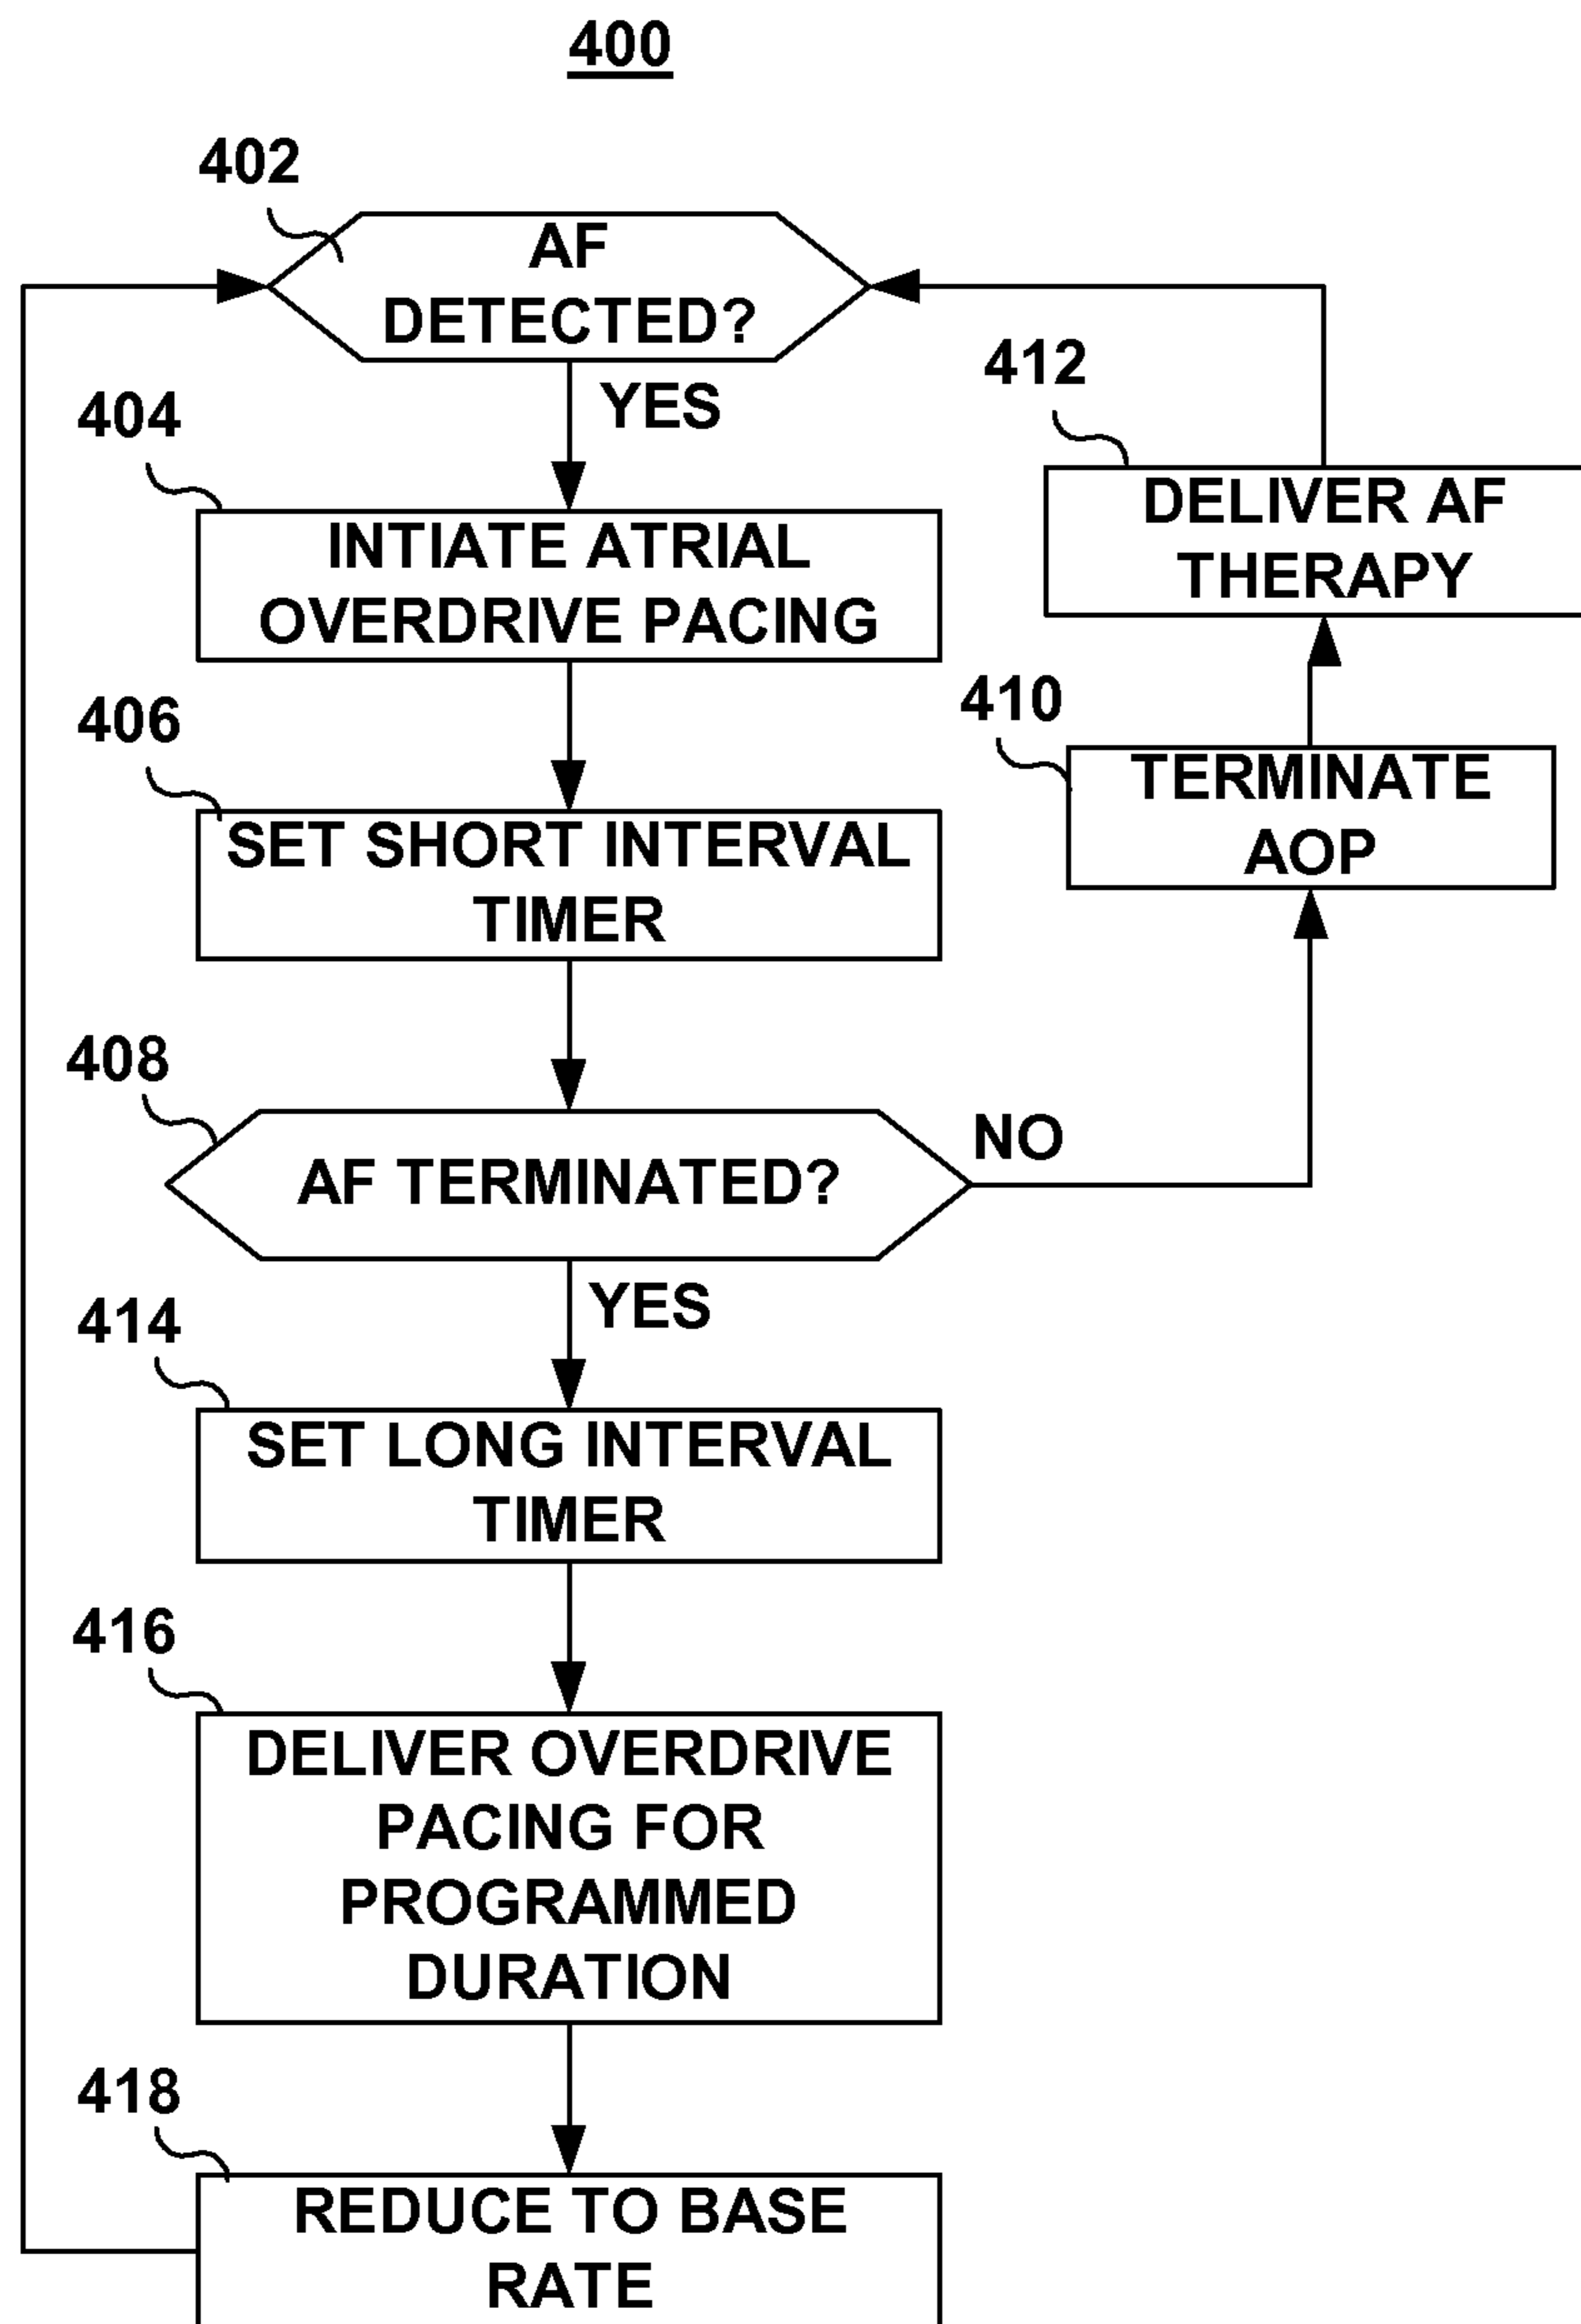 400
402
AF
DETECTED?
YES
404
INTIATE ATRIAL
OVERDRIVE PACING
412
DELIVER AF
THERAPY
406
SET SHORT INTERVAL
TIMER
410
TERMINATE
AOP
408
AF TERMINATED?
NO
YES
414
SET LONG INTERVAL
TIMER
416
DELIVER OVERDRIVE
PACING FOR
PROGRAMMED
DURATION
418
REDUCE TO BASE
RATE